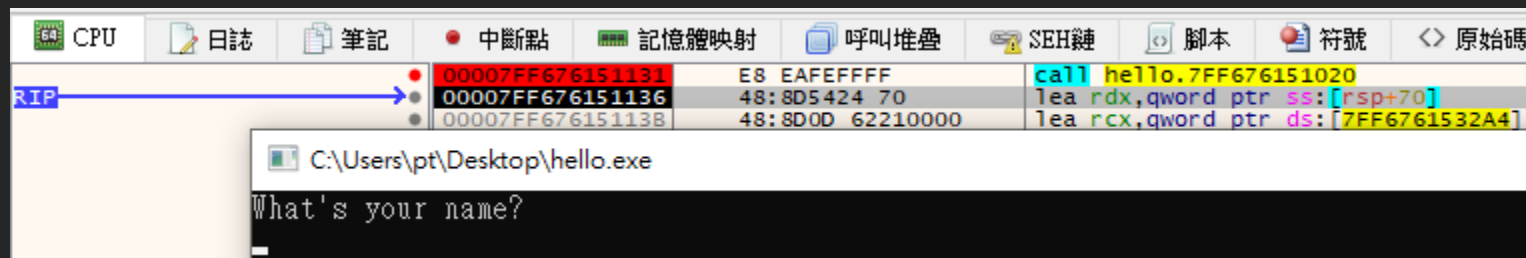 64 CPU 日誌 筆記 中斷點 記憶體映射 呼叫堆疊 SEH鏈 腳本 符號 <> 原始碼
00007FF676151131 E8 EAFEFFFF call hello.7FF676151020
RIP 00007FF676151136 48:8D5424 70 lea rdx,qword ptr ss:[rsp+70]
00007FF67615113B 48:8D0D 62210000 lea rcx,qword ptr ds:[7FF6761532A4]
C:\Users\pt\Desktop\hello.exe
What's your name?